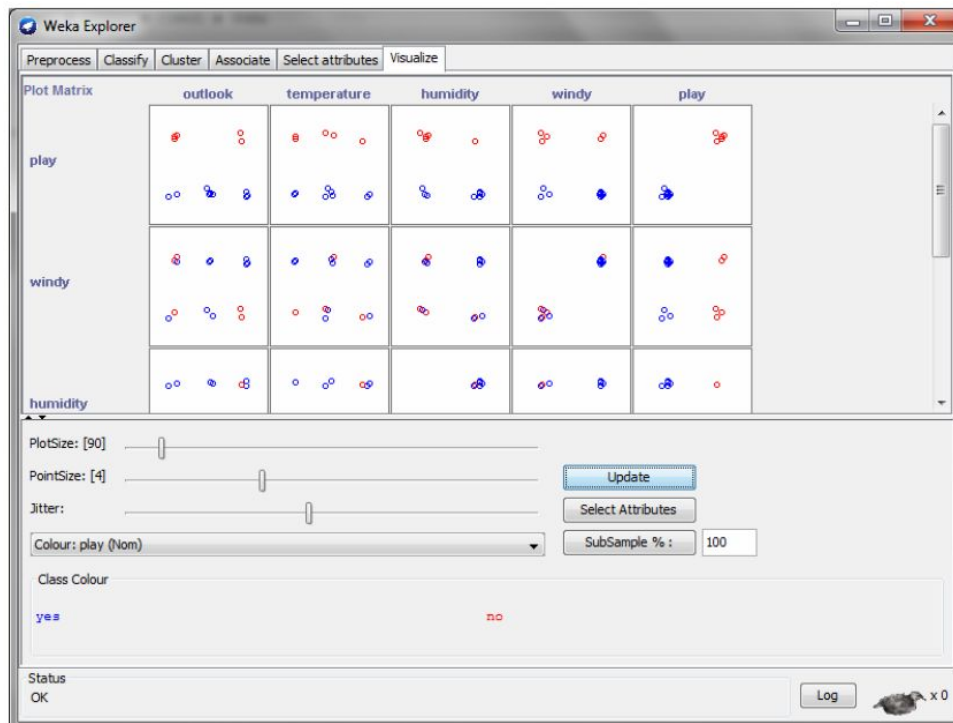 Weka Explorer
Preprocess Classify Cluster Associate Select attributes Visualize
Plot Matrix outlook temperature humidity windy play
play
windy
humidity
PlotSize: [90]
PointSize: [4] Update
Jitter: Select Attributes
Colour: play (Nom) SubSample % : 100
Class Colour
yes no
Status
OK Log x 0